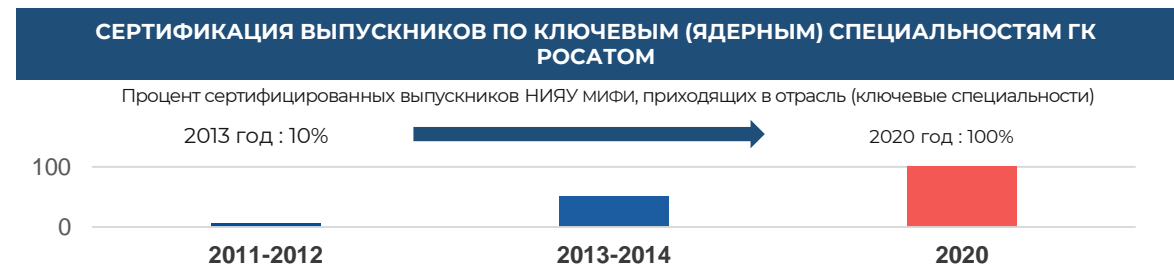 СЕРТИФИКАЦИЯ ВЫПУСКНИКОВ ПО КЛЮЧЕВЫМ (ЯДЕРНЫМ) СПЕЦИАЛЬНОСТЯМ ГК
РОСАТОМ
Процент сертифицированных выпускников НИЯУ МИФИ, приходящих в отрасль (ключевые специальности)
2013 год : 10%
2020 год : 100%
100
0
2011-2012
2013-2014
2020